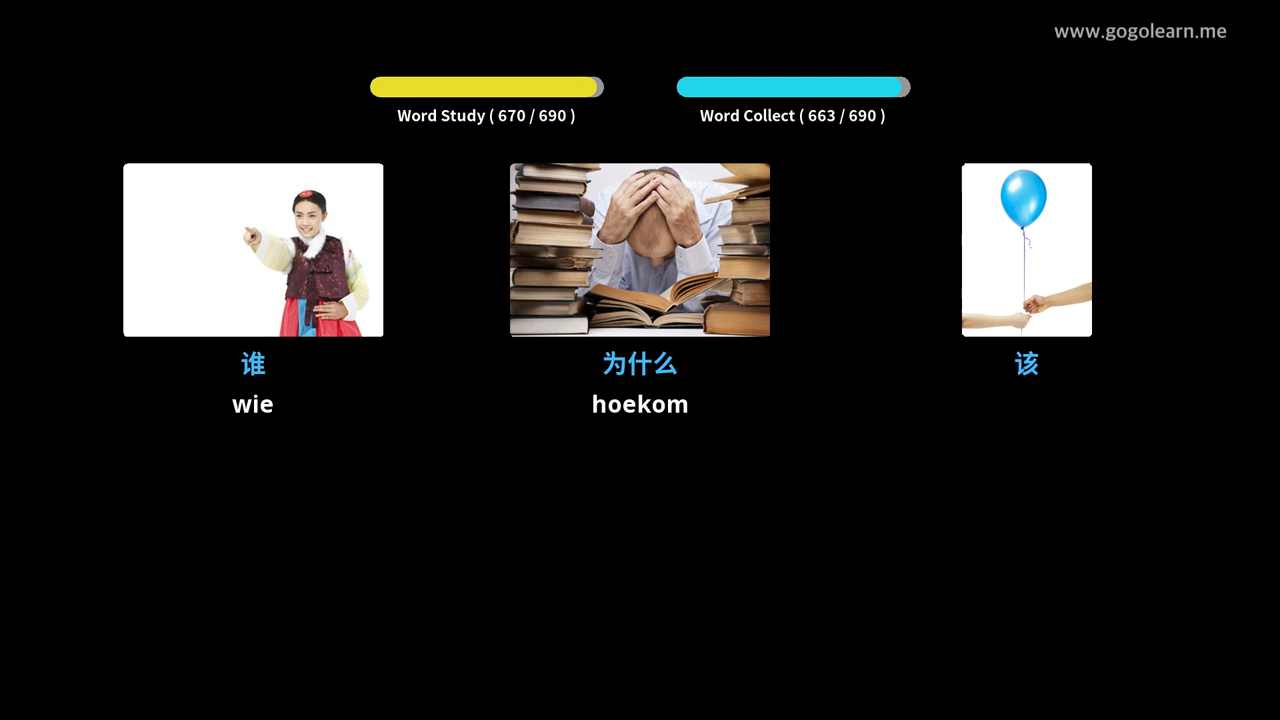 www.gogolearn.me
Word Study ( 670 / 690 )
Word Collect ( 663 / 690 )
谁
wie
为什么
hoekom
该